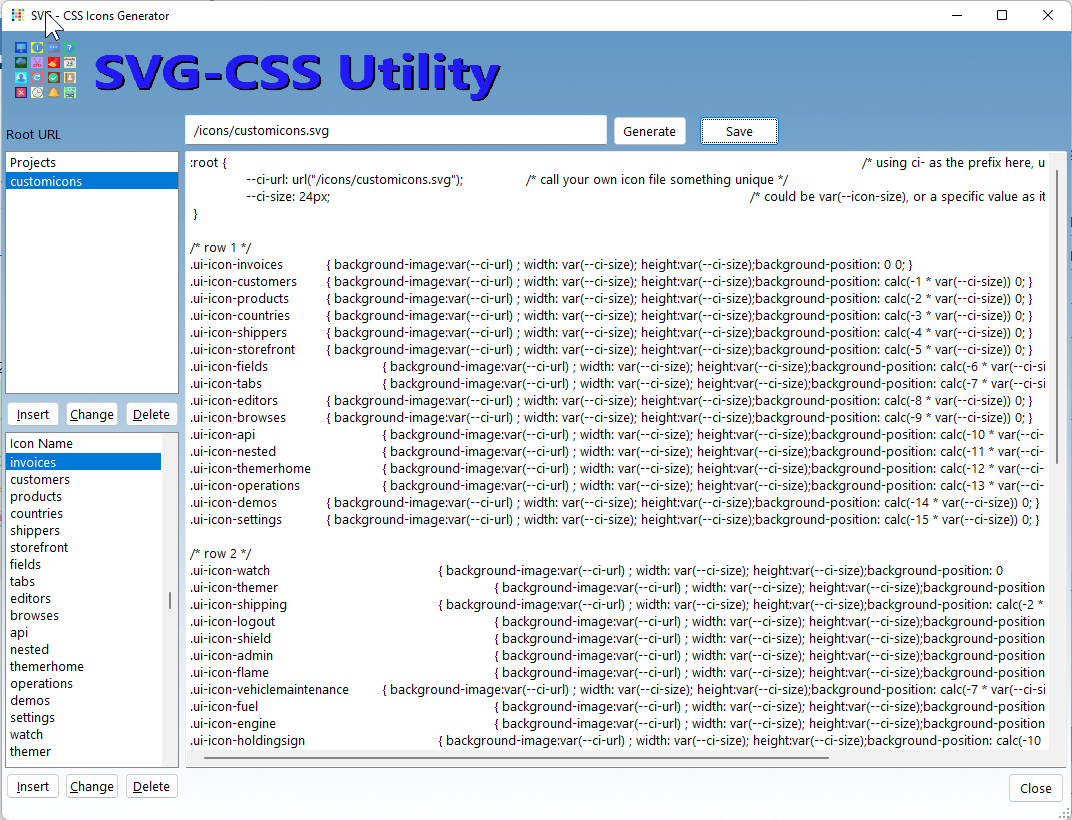 SVG - CSS Icons Generator
SVG-CSS Utility
Root URL
/icons/customicons.svg
Generate
Save
Projects
customicons
Insert
Change
Delete
Icon Name
invoices
customers
products
countries
shippers
storefront
fields
tabs
editors
browses
api
nested
themerhome
operations
demos
settings
watch
themer
Insert
Change
Delete
:root { /* using ci- as the prefix here, u
--ci-url: url("/icons/customicons.svg"); /* call your own icon file something unique */
--ci-size: 24px; /* could be var(--icon-size), or a specific value as it
}
/* row 1 */
.ui-icon-invoices { background-image:var(--ci-url) ; width: var(--ci-size); height:var(--ci-size);background-position: 0 0; }
.ui-icon-customers { background-image:var(--ci-url) ; width: var(--ci-size); height:var(--ci-size);background-position: calc(-1 * var(--ci-size)) 0; }
.ui-icon-products { background-image:var(--ci-url) ; width: var(--ci-size); height:var(--ci-size);background-position: calc(-2 * var(--ci-size)) 0; }
.ui-icon-countries { background-image:var(--ci-url) ; width: var(--ci-size); height:var(--ci-size);background-position: calc(-3 * var(--ci-size)) 0; }
.ui-icon-shippers { background-image:var(--ci-url) ; width: var(--ci-size); height:var(--ci-size);background-position: calc(-4 * var(--ci-size)) 0; }
.ui-icon-storefront { background-image:var(--ci-url) ; width: var(--ci-size); height:var(--ci-size);background-position: calc(-5 * var(--ci-size)) 0; }
.ui-icon-fields { background-image:var(--ci-url) ; width: var(--ci-size); height:var(--ci-size);background-position: calc(-6 * var(--ci-si
.ui-icon-tabs { background-image:var(--ci-url) ; width: var(--ci-size); height:var(--ci-size);background-position: calc(-7 * var(--ci-si
.ui-icon-editors { background-image:var(--ci-url) ; width: var(--ci-size); height:var(--ci-size);background-position: calc(-8 * var(--ci-size)) 0; }
.ui-icon-browses { background-image:var(--ci-url) ; width: var(--ci-size); height:var(--ci-size);background-position: calc(-9 * var(--ci-size)) 0; }
.ui-icon-api { background-image:var(--ci-url) ; width: var(--ci-size); height:var(--ci-size);background-position: calc(-10 * var(--ci-
.ui-icon-nested { background-image:var(--ci-url) ; width: var(--ci-size); height:var(--ci-size);background-position: calc(-11 * var(--ci-
.ui-icon-themerhome { background-image:var(--ci-url) ; width: var(--ci-size); height:var(--ci-size);background-position: calc(-12 * var(--ci-
.ui-icon-operations { background-image:var(--ci-url) ; width: var(--ci-size); height:var(--ci-size);background-position: calc(-13 * var(--ci-
.ui-icon-demos { background-image:var(--ci-url) ; width: var(--ci-size); height:var(--ci-size);background-position: calc(-14 * var(--ci-size)) 0; }
.ui-icon-settings { background-image:var(--ci-url) ; width: var(--ci-size); height:var(--ci-size);background-position: calc(-15 * var(--ci-size)) 0; }
/* row 2 */
.ui-icon-watch { background-image:var(--ci-url) ; width: var(--ci-size); height:var(--ci-size);background-position: 0
.ui-icon-themer { background-image:var(--ci-url) ; width: var(--ci-size); height:var(--ci-size);background-position
.ui-icon-shipping { background-image:var(--ci-url) ; width: var(--ci-size); height:var(--ci-size);background-position: calc(-2 *
.ui-icon-logout { background-image:var(--ci-url) ; width: var(--ci-size); height:var(--ci-size);background-position
.ui-icon-shield { background-image:var(--ci-url) ; width: var(--ci-size); height:var(--ci-size);background-position
.ui-icon-admin { background-image:var(--ci-url) ; width: var(--ci-size); height:var(--ci-size);background-position
.ui-icon-flame { background-image:var(--ci-url) ; width: var(--ci-size); height:var(--ci-size);background-position
.ui-icon-vehiclemaintenance { background-image:var(--ci-url) ; width: var(--ci-size); height:var(--ci-size);background-position: calc(-7 * var(--ci-si
.ui-icon-fuel { background-image:var(--ci-url) ; width: var(--ci-size); height:var(--ci-size);background-position
.ui-icon-engine { background-image:var(--ci-url) ; width: var(--ci-size); height:var(--ci-size);background-position
.ui-icon-holdingsign { background-image:var(--ci-url) ; width: var(--ci-size); height:var(--ci-size);background-position: calc(-10
Close